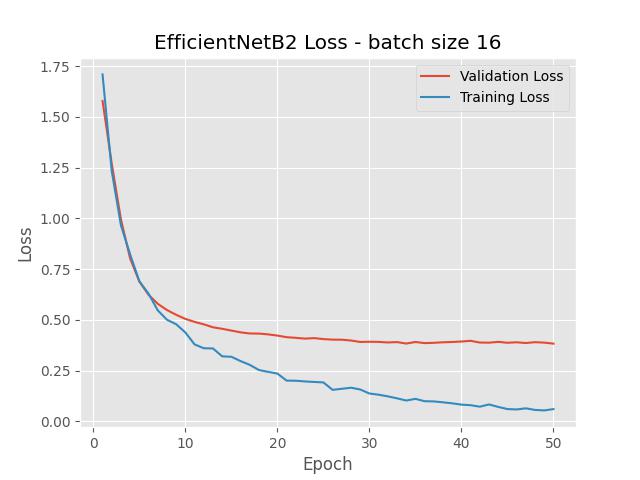 EfficientNetB2 Loss - batch size 16
Validation Loss
Training Loss
1.75
1.50
1.25
1.00
0.75
0.50
0.25
0.00
Loss
0 10 20 30 40 50
Epoch